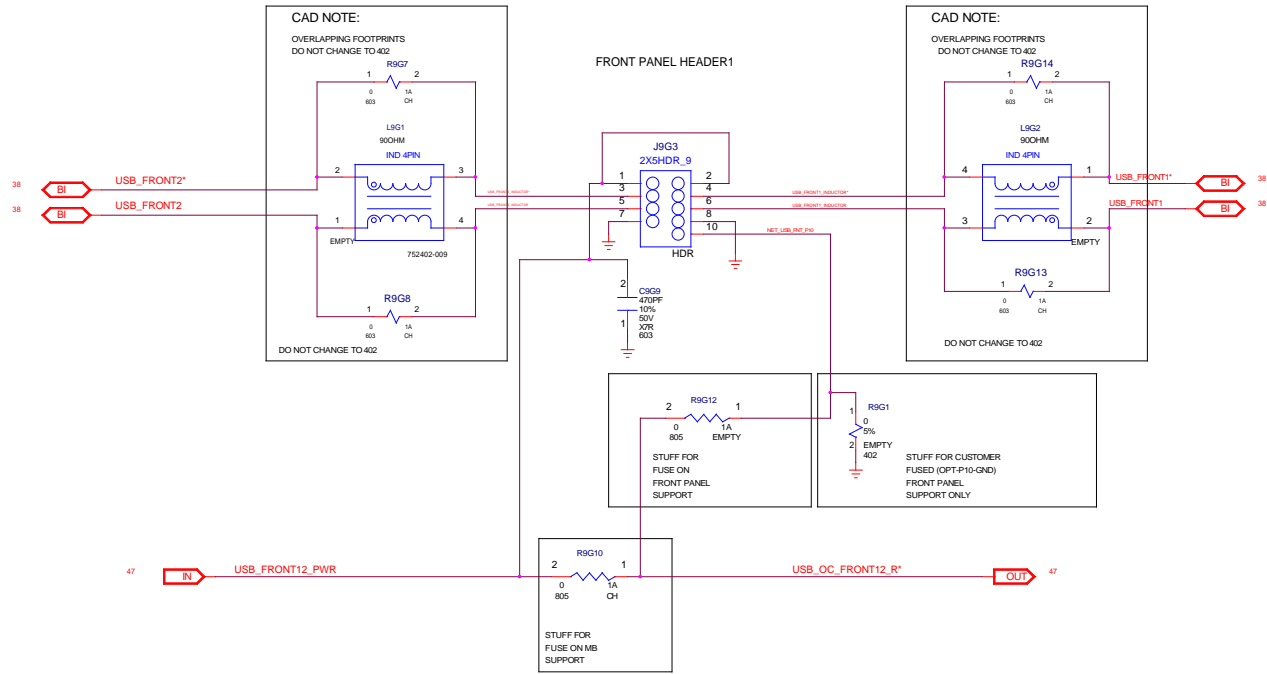 CAD NOTE:
OVERLAPPING FOOTPRINTS
DO NOT CHANGE TO 402
R9G7
1 2
0 1A
603 CH
L9G1
90OHM
IND 4PIN
2 3
1 4
EMPTY
752402-009
R9G8
1 2
0 1A
603 CH
DO NOT CHANGE TO 402
38 BI USB_FRONT2*
38 BI USB_FRONT2
FRONT PANEL HEADER1
J9G3
2X5HDR_9
1 2
3 4
5 6
7 8
10
HDR
USB_FRONT1_INDUCTOR*
USB_FRONT1_INDUCTOR
NET_USB_FNT_P10
2
1
C9G9
470PF
10%
50V
X7R
603
CAD NOTE:
OVERLAPPING FOOTPRINTS
DO NOT CHANGE TO 402
R9G14
1 2
0 1A
603 CH
L9G2
90OHM
IND 4PIN
4 1
3 2
EMPTY
R9G13
1 2
0 1A
603 CH
DO NOT CHANGE TO 402
USB_FRONT1* BI 38
USB_FRONT1 BI 38
R9G12
2 1
0 1A
805 EMPTY
STUFF FOR
FUSE ON
FRONT PANEL
SUPPORT
R9G1
1
0
5%
2 EMPTY
402
STUFF FOR CUSTOMER
FUSED (OPT-P10-GND)
FRONT PANEL
SUPPORT ONLY
47 IN USB_FRONT12_PWR
R9G10
2 1
0 1A
805 CH
STUFF FOR
FUSE ON MB
SUPPORT
USB_OC_FRONT12_R* OUT 47